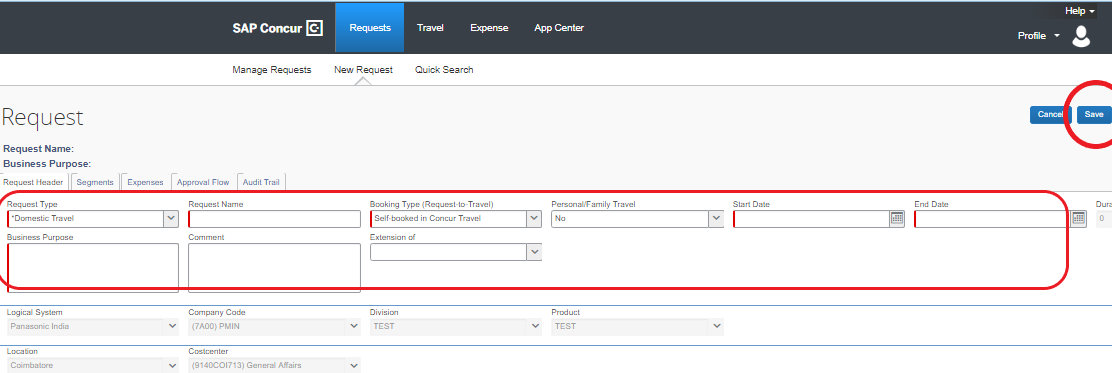 Help
SAP Concur C Requests Travel Expense App Center
Profile
Manage Requests New Request Quick Search
Request
Cancel Save
Request Name:
Business Purpose:
Request Header Segments Expenses Approval Flow Audit Trail
Request Type Request Name Booking Type (Request-to-Travel) Personal/Family Travel Start Date End Date Dura
*Domestic Travel Self-booked in Concur Travel No 0
Business Purpose Comment Extension of
Logical System Company Code Division Product
Panasonic India (7A00) PMIN TEST TEST
Location Costcenter
Coimbatore (9140COI713) General Affairs